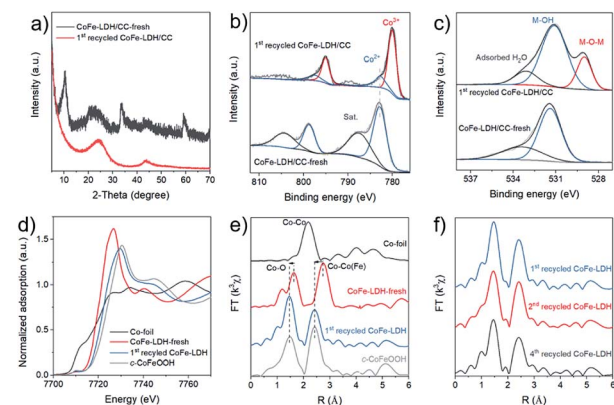 a)
CoFe-LDH/CC-fresh
1st recycled CoFe-LDH/CC
Intensity (a.u.)
10 20 30 40 50 60 70
2-Theta (degree)
b)
Co3+
1st recycled CoFe-LDH/CC
Co2+
Sat.
CoFe-LDH/CC-fresh
Intensity (a.u.)
810 800 790 780
Binding energy (eV)
c)
M-OH
M-O-M
Adsorbed H2O
1st recycled CoFe-LDH/CC
CoFe-LDH/CC-fresh
Intensity (a.u.)
537 534 531 528
Binding energy (eV)
d)
Normalized adsorption (a.u.)
1.5
1.0
0.5
0.0
Co-foil
CoFe-LDH-fresh
1st recycled CoFe-LDH
c-CoFeOOH
7700 7720 7740 7760
Energy (eV)
e)
Co-Co
Co-foil
Co-O
Co-Co(Fe)
CoFe-LDH-fresh
1st recycled CoFe-LDH
c-CoFeOOH
FT (k3χ)
0 1 2 3 4 5 6
R (Å)
f)
1st recycled CoFe-LDH
2nd recycled CoFe-LDH
4th recycled CoFe-LDH
FT (k3χ)
0 1 2 3 4 5 6
R (Å)